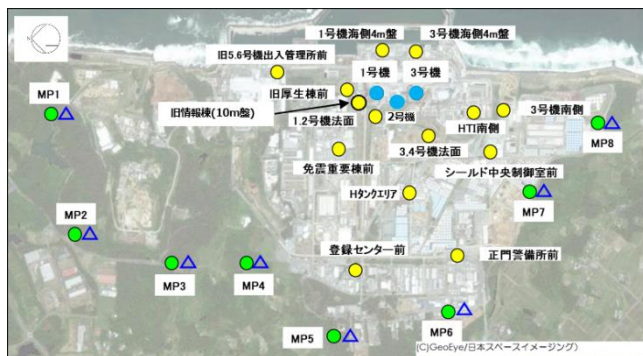 1号機海側4m盤
3号機海側4m盤
旧5.6号機出入管理所前
1号機
3号機
MP1
旧厚生棟前
旧情報棟(10m盤)
1.2号機法面
2号機
3号機南側
HTI南側
MP8
3,4号機法面
免震重要棟前
シールド中央制御室前
Hタンクエリア
MP7
MP2
登録センター前
正門警備所前
MP3
MP4
MP5
MP6
(C)GeoEye/日本スペースイメージング)